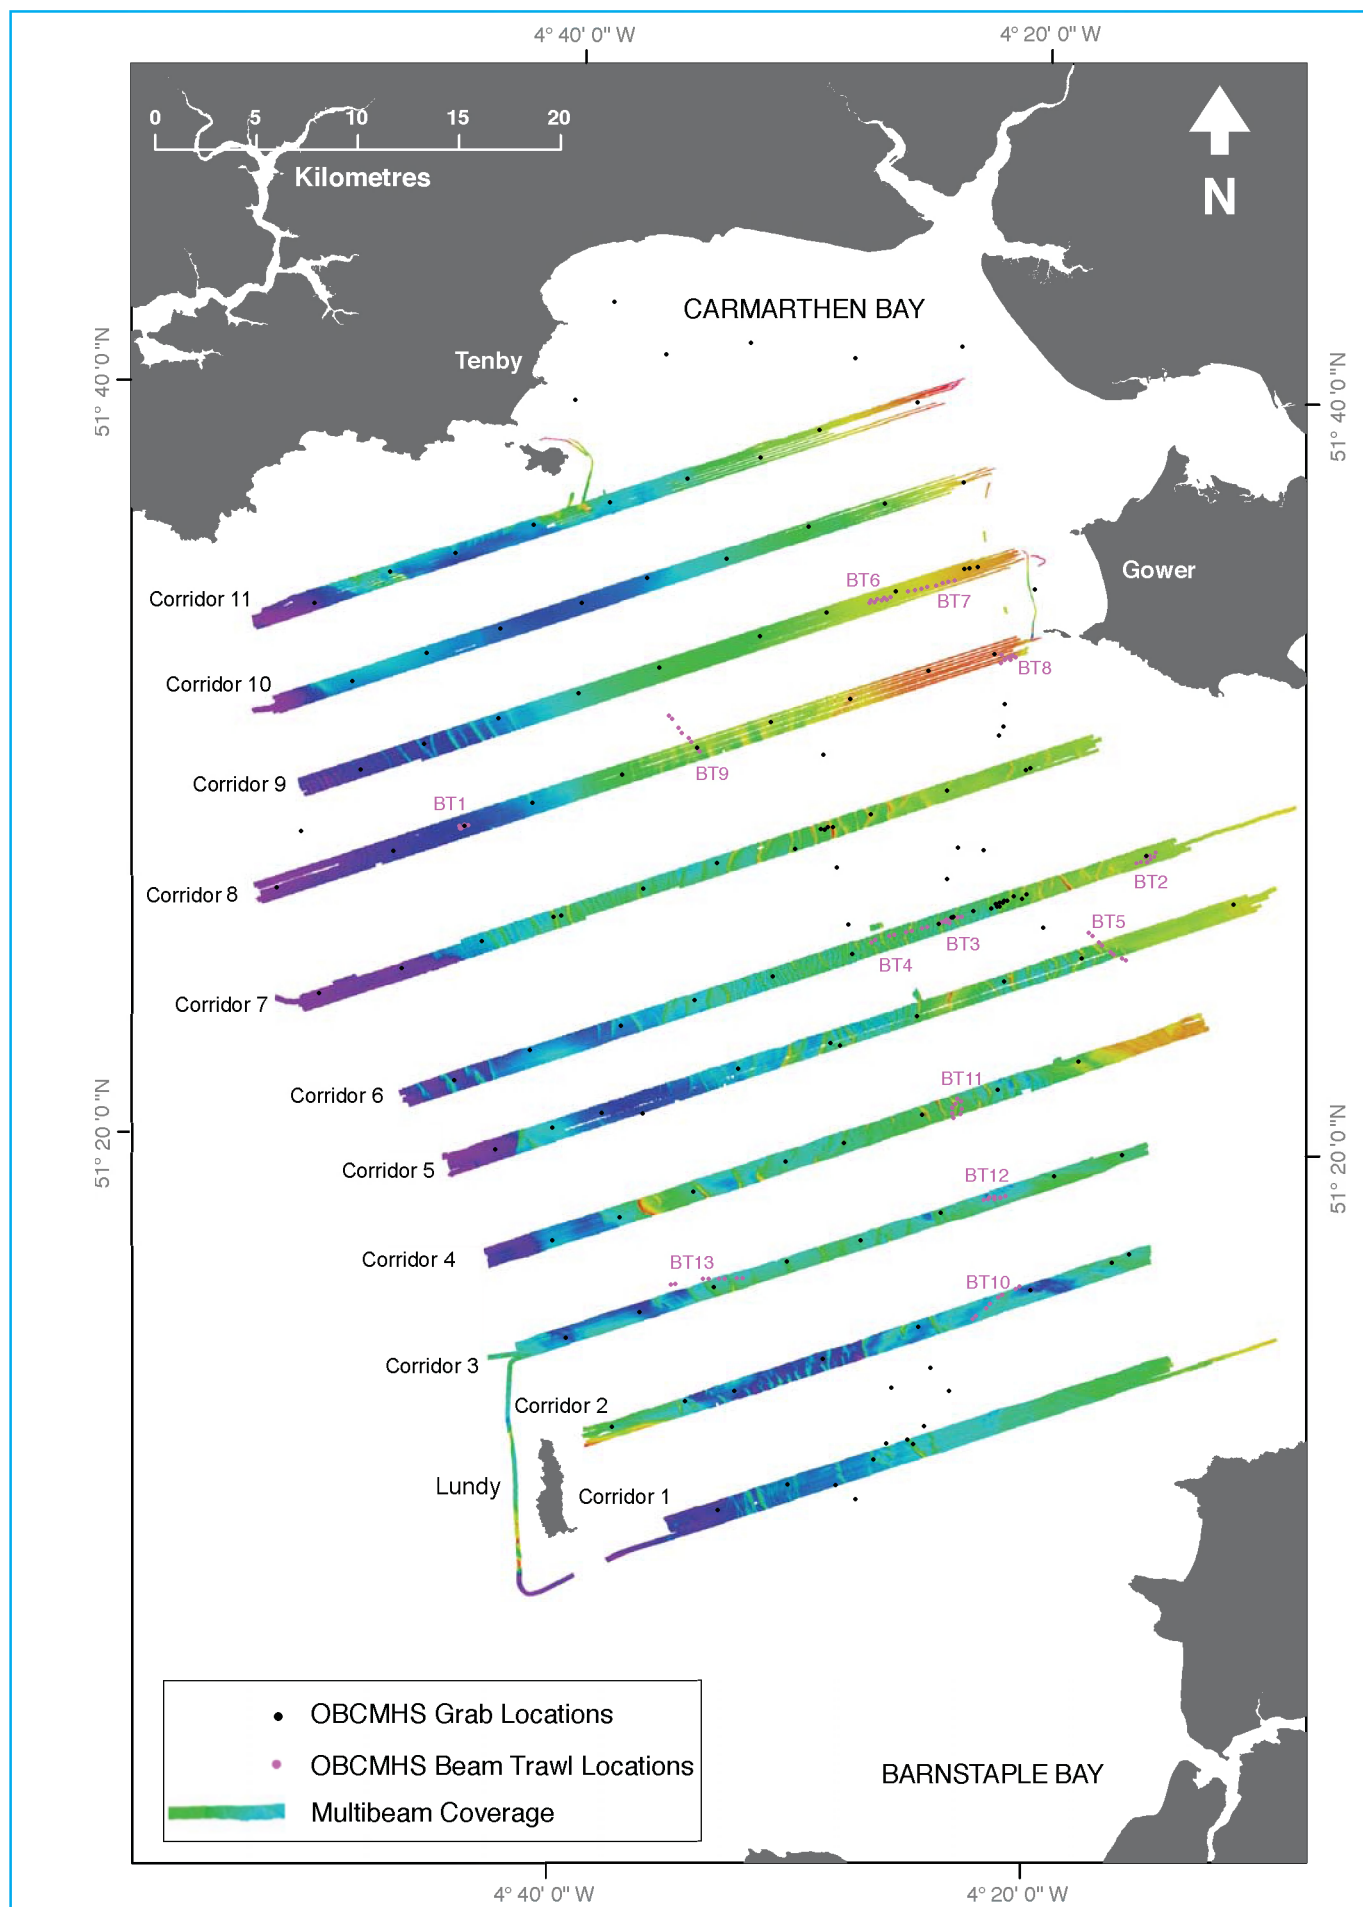 4° 40' 0" W
4° 20' 0" W
0 5 10 15 20
Kilometres
N
CARMARTHEN BAY
Tenby
51° 40' 0"N
51° 40' 0"N
Gower
BT6
BT7
Corridor 11
BT8
Corridor 10
BT9
Corridor 9
BT1
BT2
Corridor 8
BT5
BT3
BT4
Corridor 7
BT11
Corridor 6
51° 20' 0"N
51° 20' 0"N
Corridor 5
BT12
Corridor 4
BT13
BT10
Corridor 3
Corridor 2
Lundy
Corridor 1
OBCMHS Grab Locations
OBCMHS Beam Trawl Locations
Multibeam Coverage
BARNSTAPLE BAY
4° 40' 0" W
4° 20' 0" W